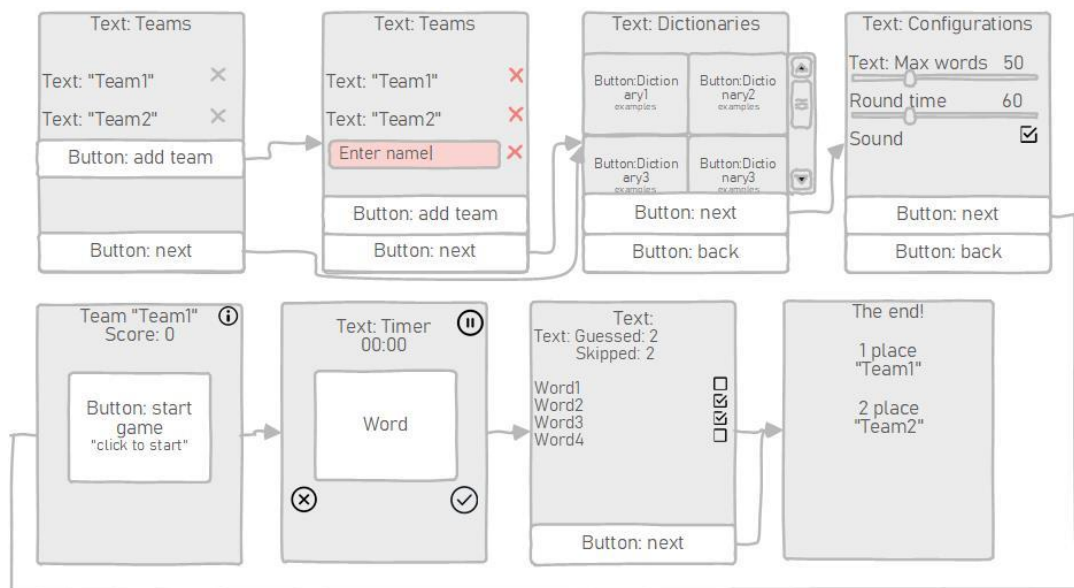 Text: Teams
Text: "Team1"
Text: "Team2"
Button: add team
Button: next
Text: Teams
Text: "Team1"
Text: "Team2"
Enter name
Button: add team
Button: next
Text: Dictionaries
Button:Diction
ary1
examples
Button:Dictio
nary2
examples
Button:Diction
ary3
examples
Button:Dictio
nary3
examples
Button: next
Button: back
Text: Configurations
Text: Max words 50
Round time 60
Sound
Button: next
Button: back
Team "Team1"
Score: 0
Button: start
game
"click to start"
Text: Timer
00:00
Word
Text:
Text: Guessed: 2
Skipped: 2
Word1
Word2
Word3
Word4
Button: next
The end!
1 place
"Team1"
2 place
"Team2"